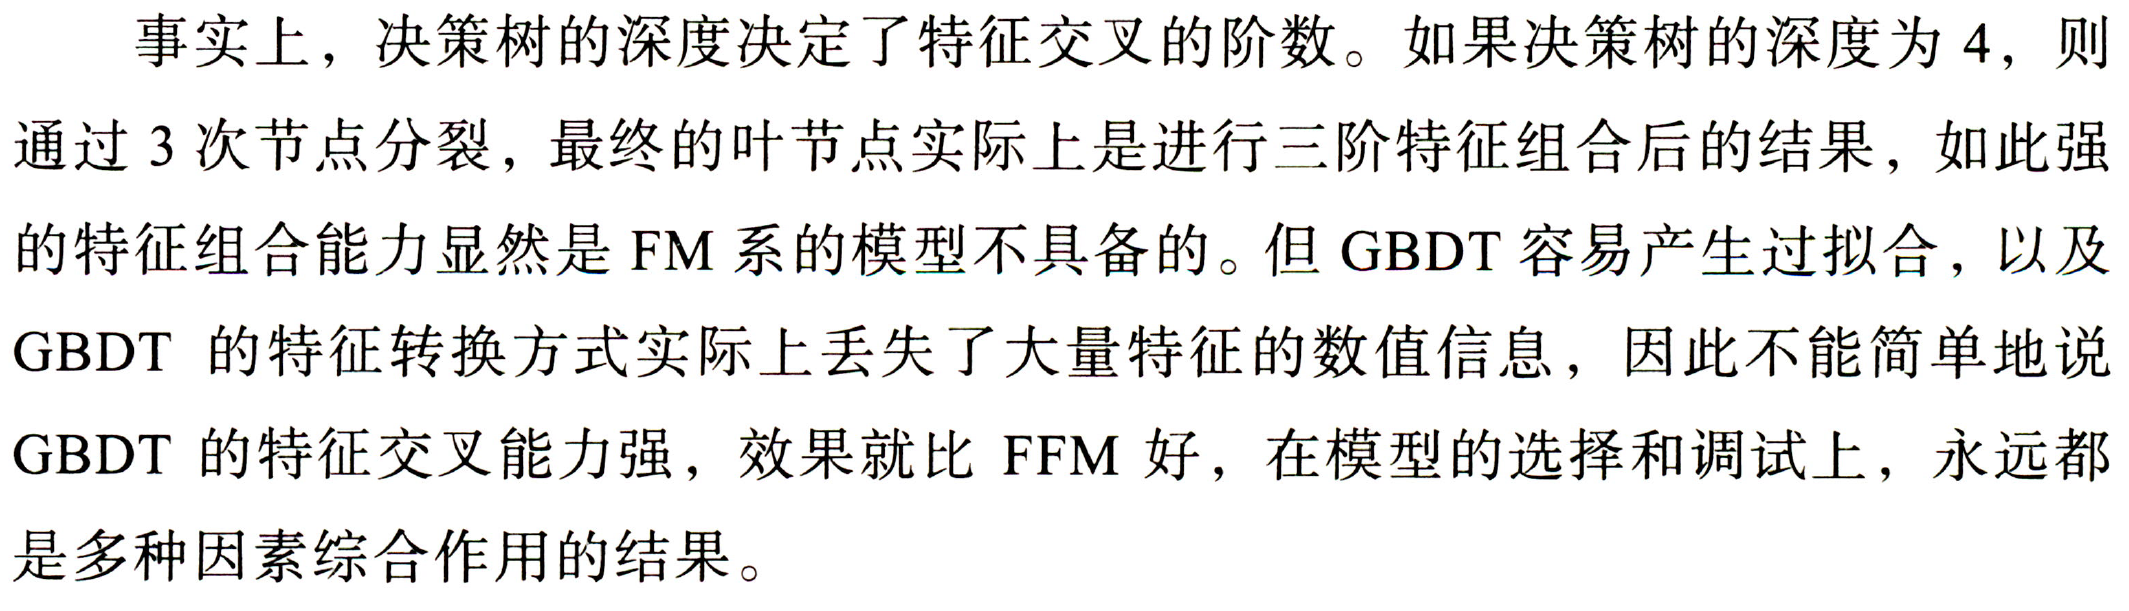 事实上，决策树的深度决定了特征交叉的阶数。如果决策树的深度为 4，则
通过 3 次节点分裂，最终的叶节点实际上是进行三阶特征组合后的结果，如此强
的特征组合能力显然是 FM 系的模型不具备的。但 GBDT 容易产生过拟合，以及
GBDT 的特征转换方式实际上丢失了大量特征的数值信息，因此不能简单地说
GBDT 的特征交叉能力强，效果就比 FFM 好，在模型的选择和调试上，永远都
是多种因素综合作用的结果。